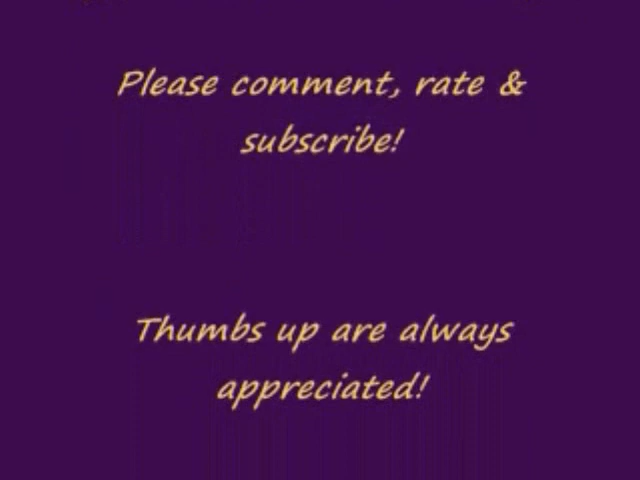 Please comment, rate &
subscribe!
Thumbs up are always
appreciated!